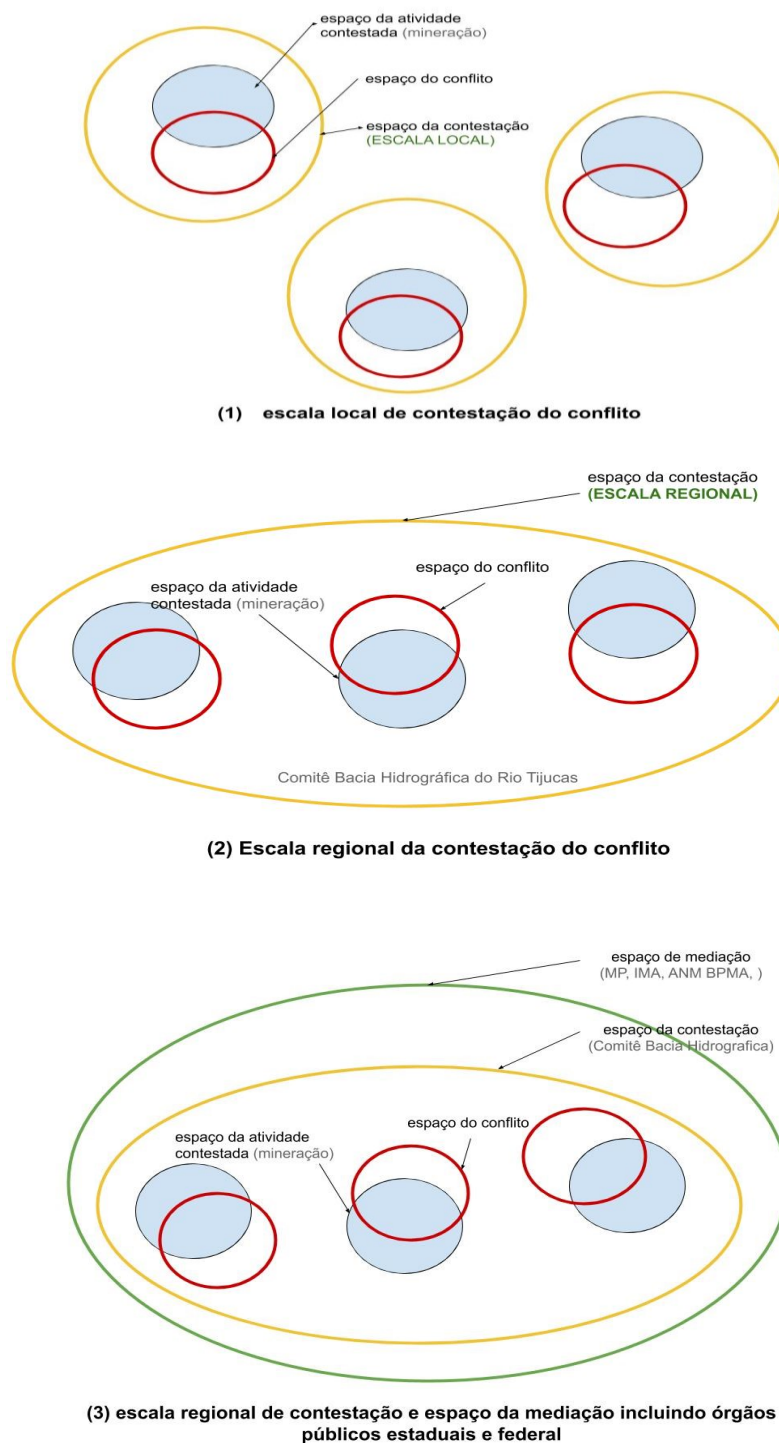 espaço da atividade
contestada (mineração)
espaço do conflito
espaço da contestação
(ESCALA LOCAL)
(1) escala local de contestação do conflito
espaço da contestação
(ESCALA REGIONAL)
espaço do conflito
espaço da atividade
contestada (mineração)
Comitê Bacia Hidrográfica do Rio Tijucas
(2) Escala regional da contestação do conflito
espaço de mediação
(MP, IMA, ANM BPMA, )
espaço da contestação
(Comitê Bacia Hidrografica)
espaço do conflito
espaço da atividade
contestada (mineração)
(3) escala regional de contestação e espaço da mediação incluindo órgãos
públicos estaduais e federal